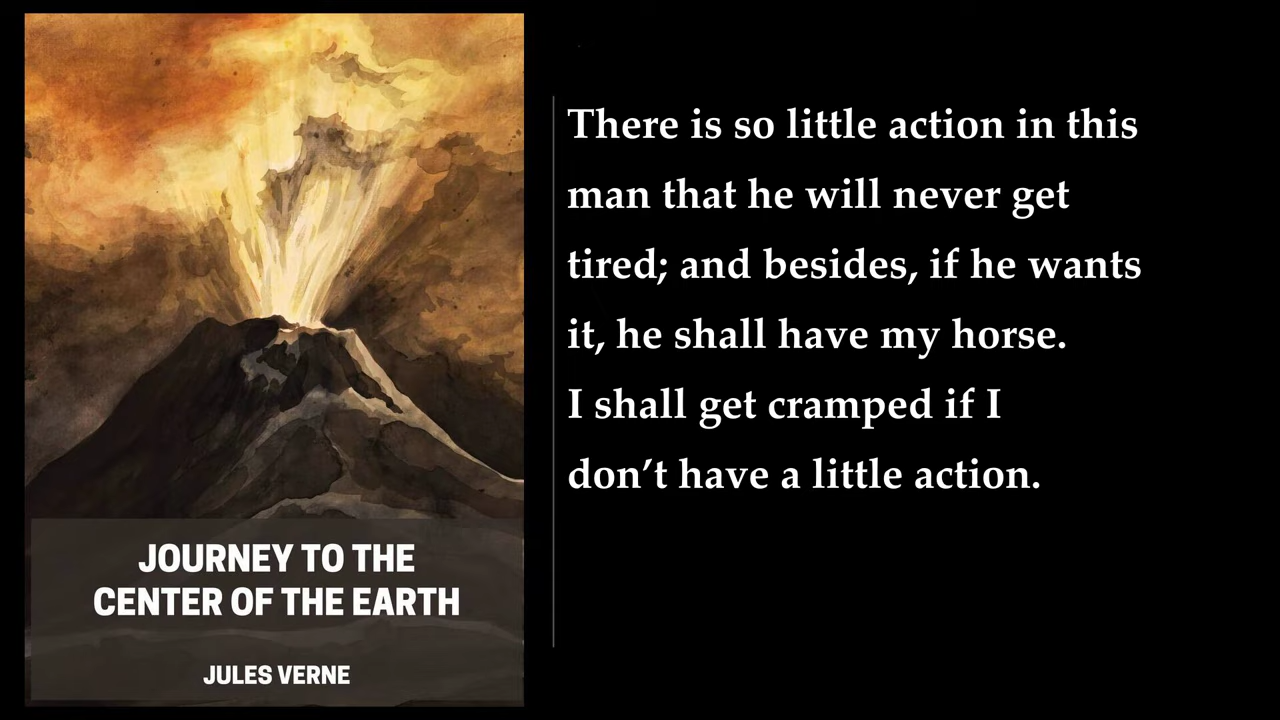 JOURNEY TO THE
CENTER OF THE EARTH
JULES VERNE
There is so little action in this
man that he will never get
tired; and besides, if he wants
it, he shall have my horse.
I shall get cramped if I
don’t have a little action.